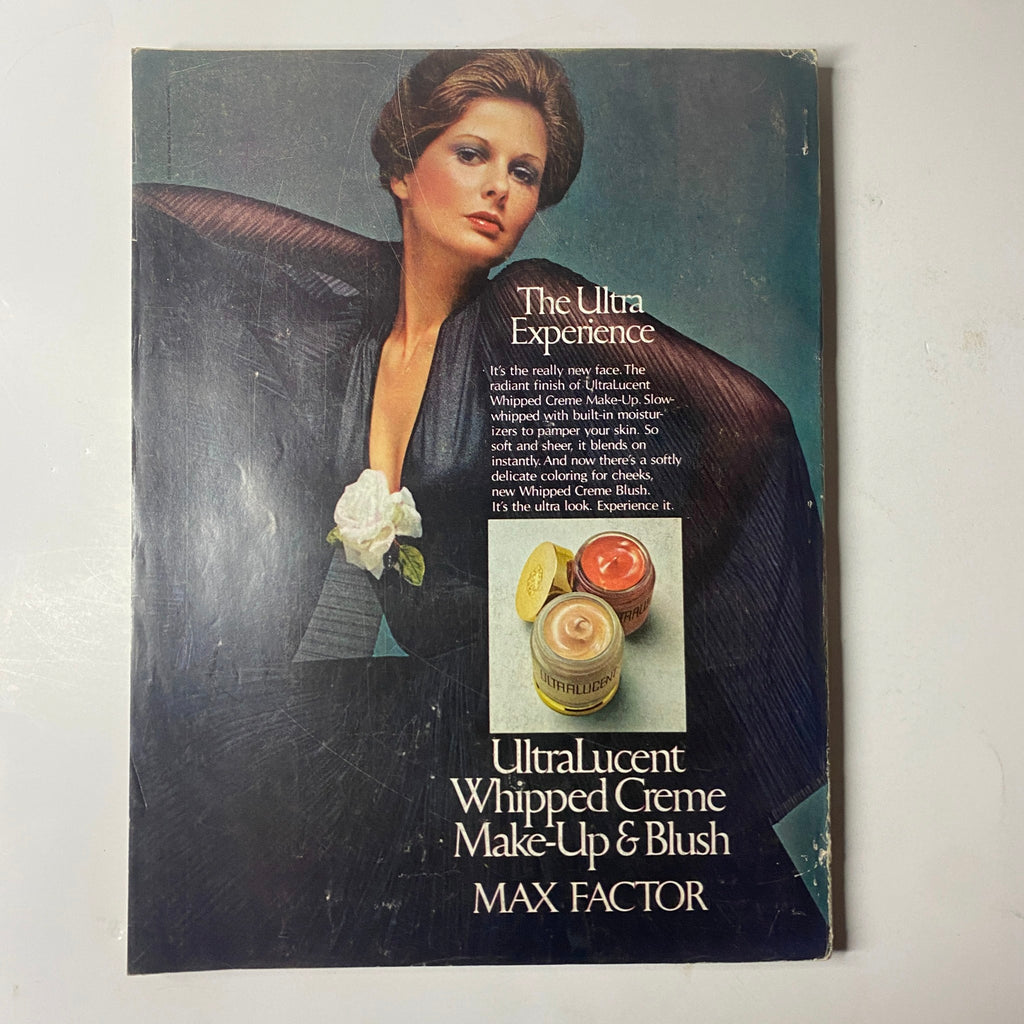 The Ultra
Experience
It's the really new face. The
radiant finish of UltraLucent
Whipped Creme Make-Up. Slow-
whipped with built-in moistur-
izers to pamper your skin. So
soft and sheer, it blends on
instantly. And now there's a softly
delicate coloring for cheeks,
new Whipped Creme Blush.
It's the ultra look. Experience it.
ULTRALUCENT
UltraLucent
Whipped Creme
Make-Up & Blush
MAX FACTOR